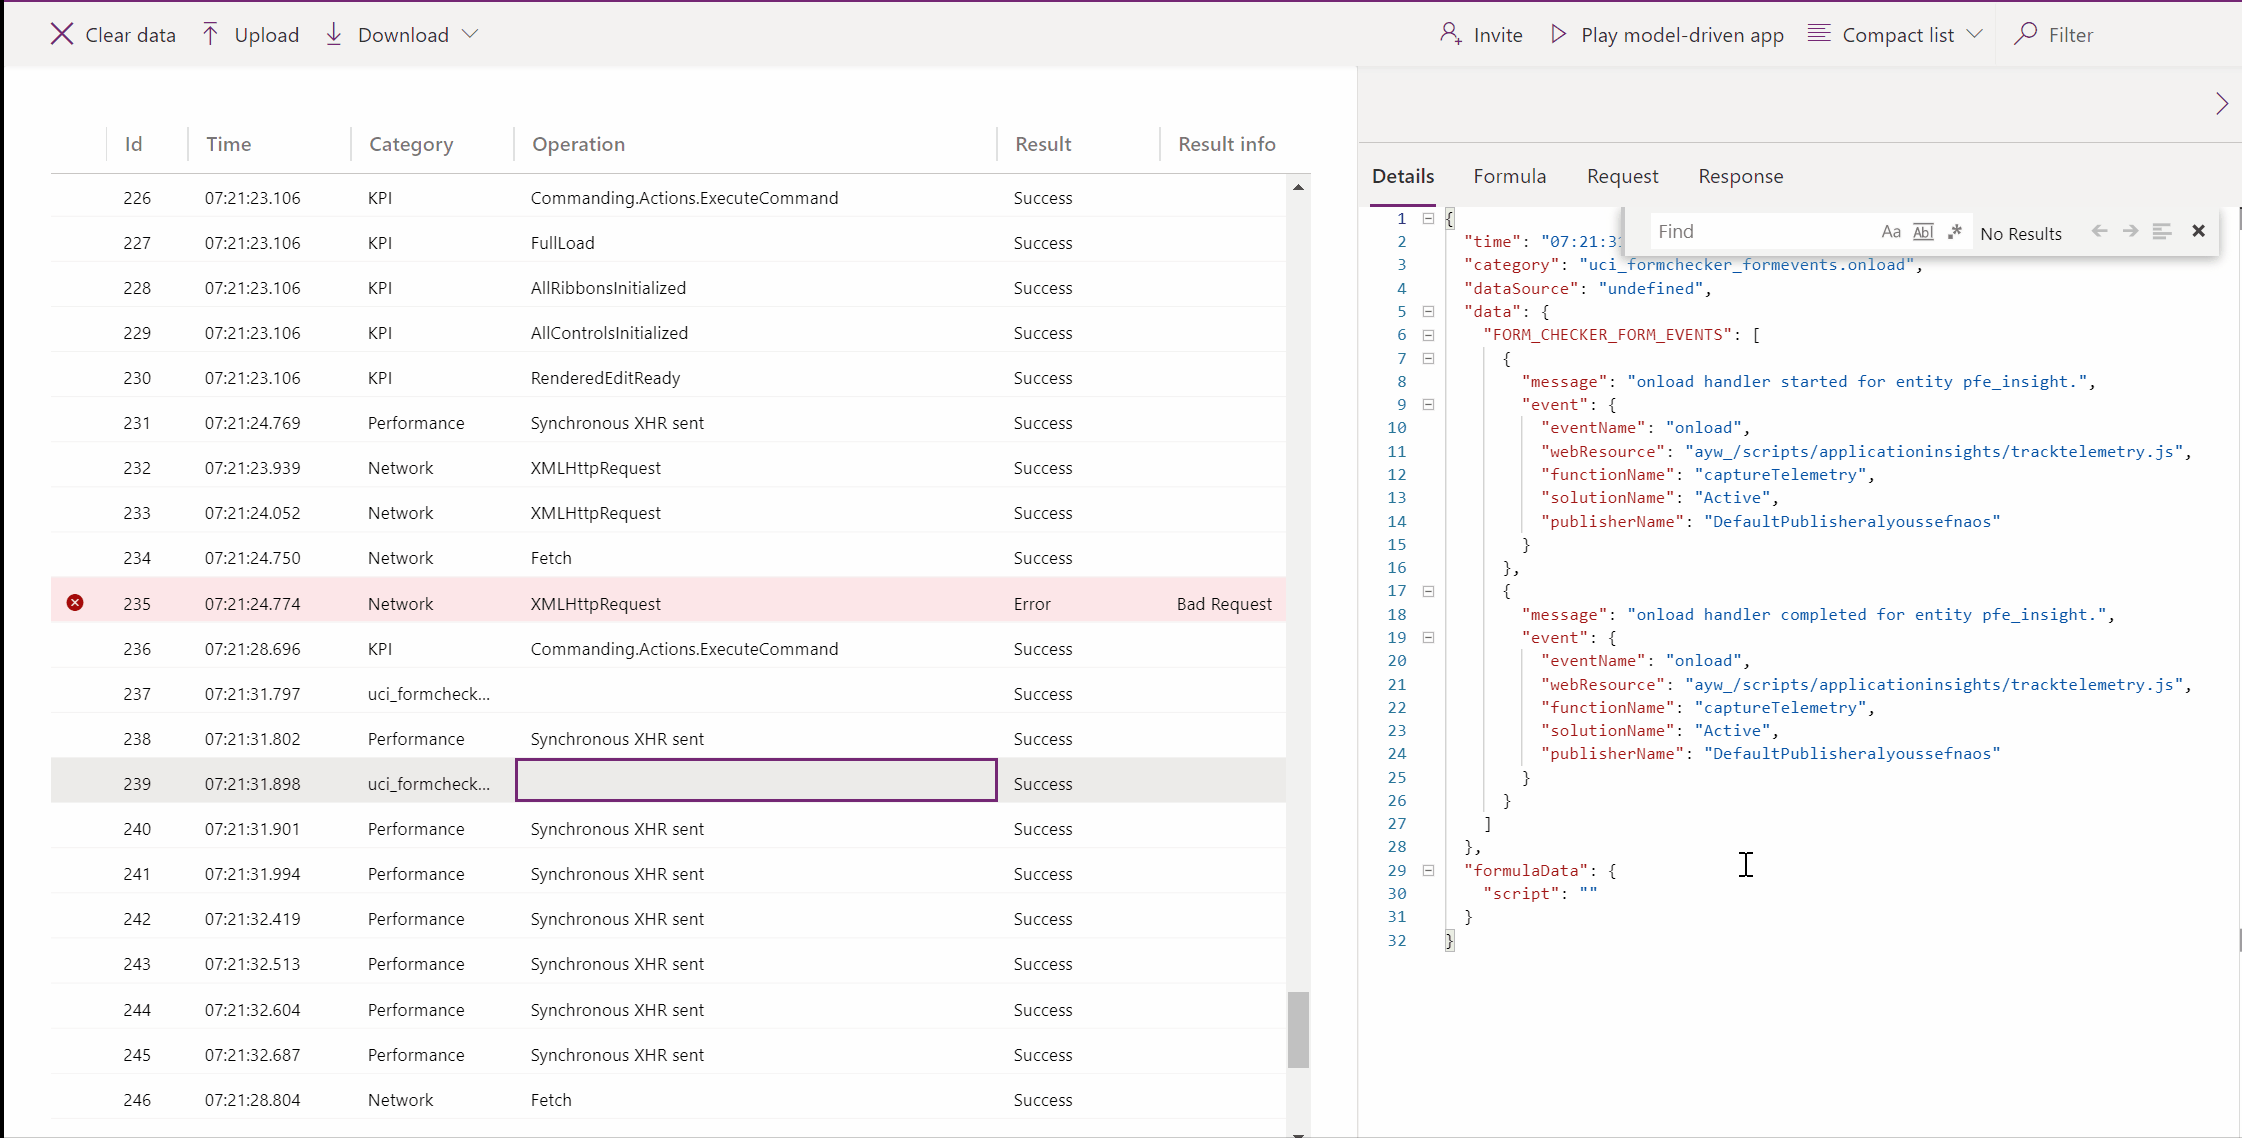 Clear data Upload Download Invite Play model-driven app Compact list Filter
Id Time Category Operation Result Result info
226 07:21:23.106 KPI Commanding.Actions.ExecuteCommand Success
227 07:21:23.106 KPI FullLoad Success
228 07:21:23.106 KPI AllRibbonsInitialized Success
229 07:21:23.106 KPI AllControlsInitialized Success
230 07:21:23.106 KPI RenderedEditReady Success
231 07:21:24.769 Performance Synchronous XHR sent Success
232 07:21:23.939 Network XMLHttpRequest Success
233 07:21:24.052 Network XMLHttpRequest Success
234 07:21:24.750 Network Fetch Success
235 07:21:24.774 Network XMLHttpRequest Error Bad Request
236 07:21:28.696 KPI Commanding.Actions.ExecuteCommand Success
237 07:21:31.797 uci_formcheck... Success
238 07:21:31.802 Performance Synchronous XHR sent Success
239 07:21:31.898 uci_formcheck... Success
240 07:21:31.901 Performance Synchronous XHR sent Success
241 07:21:31.994 Performance Synchronous XHR sent Success
242 07:21:32.419 Performance Synchronous XHR sent Success
243 07:21:32.513 Performance Synchronous XHR sent Success
244 07:21:32.604 Performance Synchronous XHR sent Success
245 07:21:32.687 Performance Synchronous XHR sent Success
246 07:21:28.804 Network Fetch Success
Details Formula Request Response
Find Aa Abl .* No Results
1 {
2 "time": "07:21:31
3 "category": "uci_formchecker_formevents.onload",
4 "dataSource": "undefined",
5 "data": {
6 "FORM_CHECKER_FORM_EVENTS": [
7 {
8 "message": "onload handler started for entity pfe_insight.",
9 "event": {
10 "eventName": "onload",
11 "webResource": "ayw_/scripts/applicationinsights/tracktelemetry.js",
12 "functionName": "captureTelemetry",
13 "solutionName": "Active",
14 "publisherName": "DefaultPublisheralyoussefnaos"
15 }
16 },
17 {
18 "message": "onload handler completed for entity pfe_insight.",
19 "event": {
20 "eventName": "onload",
21 "webResource": "ayw_/scripts/applicationinsights/tracktelemetry.js",
22 "functionName": "captureTelemetry",
23 "solutionName": "Active",
24 "publisherName": "DefaultPublisheralyoussefnaos"
25 }
26 }
27 ]
28 },
29 "formulaData": {
30 "script": ""
31 }
32 }